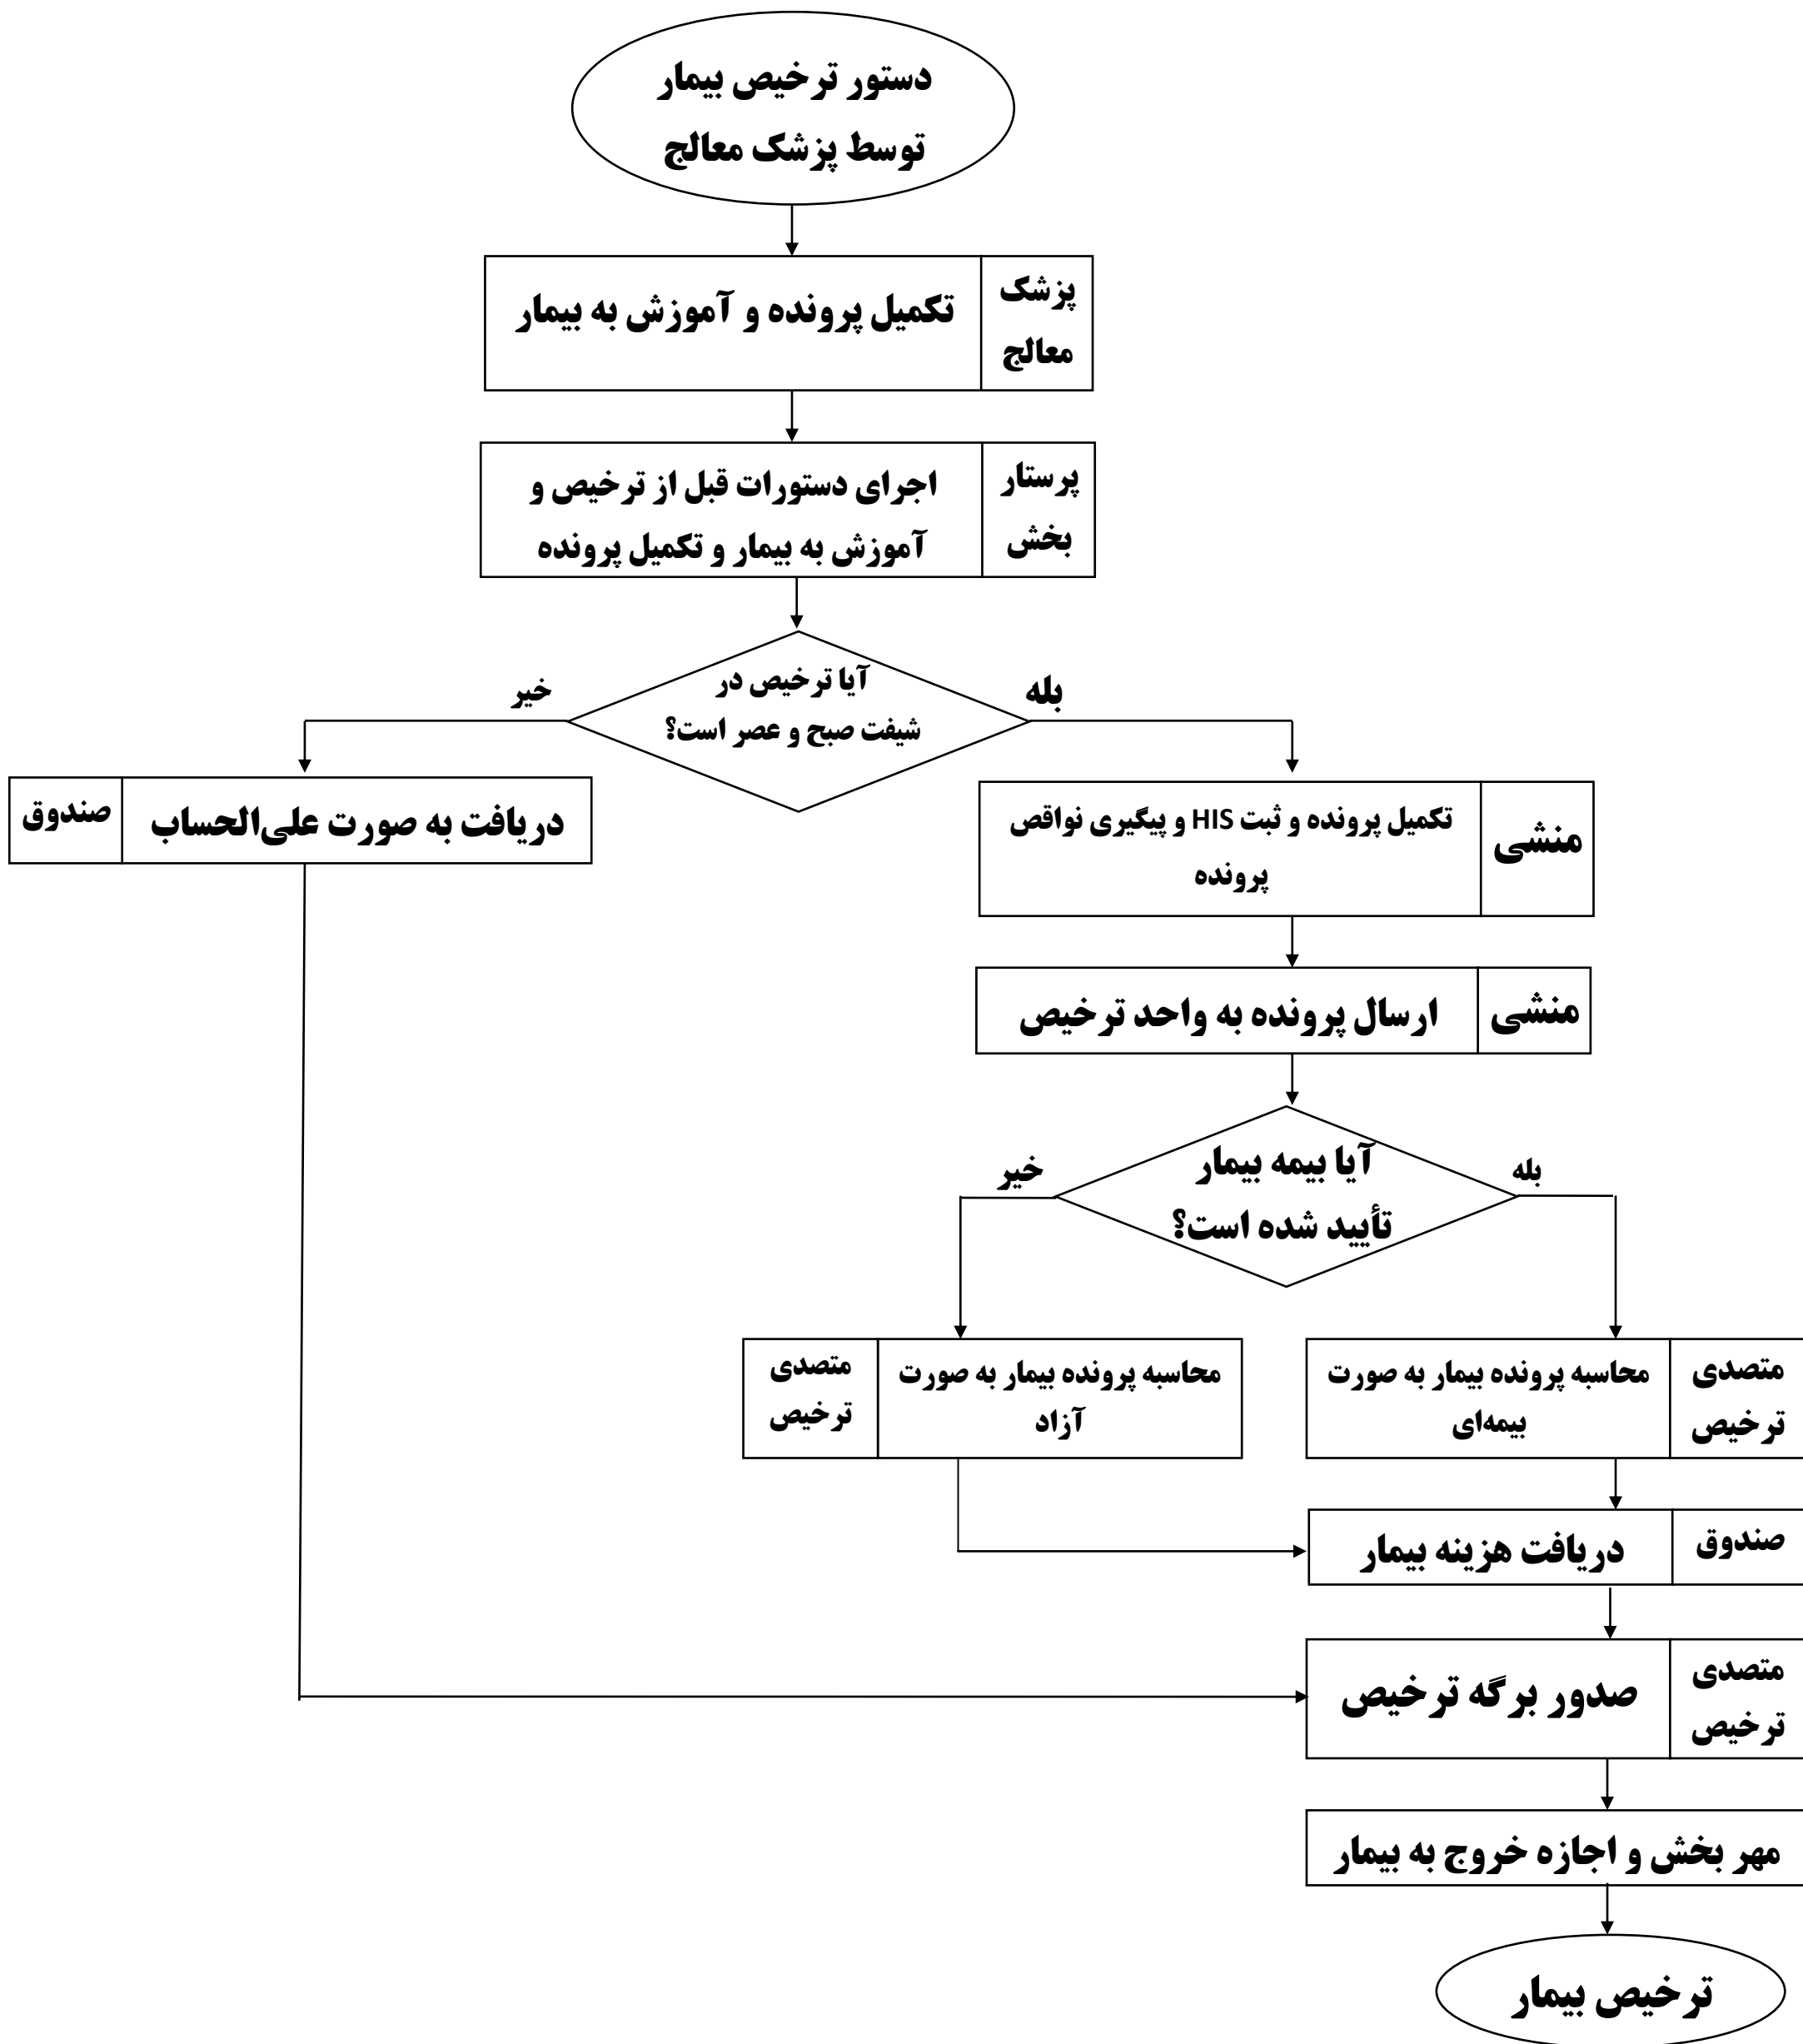 دستور ترخیص بیمار
توسط پزشک معالج
پزشک
معالج
تکمیل پرونده و آموزش به بیمار
پرستار
بخش
اجرای دستورات قبل از ترخیص و
آموزش به بیمار و تکمیل پرونده
آیا ترخیص در
شیفت صبح و عصر است؟
بله
خیر
منشی
تکمیل پرونده و ثبت HIS و پیگیری نواقص
پرونده
دریافت به صورت علی‌الحساب
صندوق
منشی
ارسال پرونده به واحد ترخیص
آیا بیمه بیمار
تأیید شده است؟
بله
خیر
متصدی
ترخیص
محاسبه پرونده بیمار به صورت
بیمه‌ای
محاسبه پرونده بیمار به صورت
آزاد
متصدی
ترخیص
صندوق
دریافت هزینه بیمار
متصدی
ترخیص
صدور برگه ترخیص
مهر بخش و اجازه خروج به بیمار
ترخیص بیمار